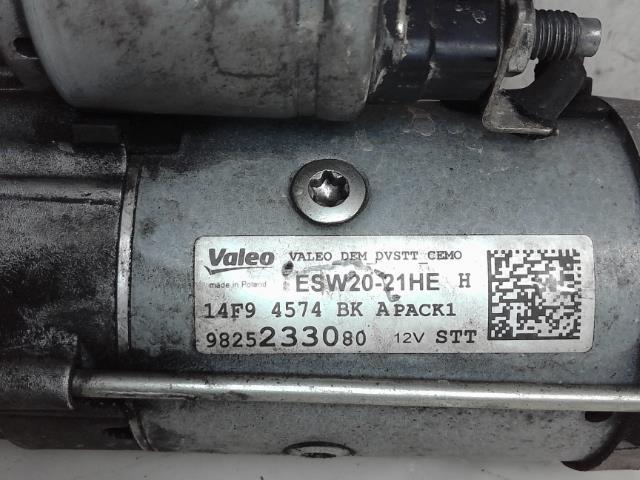 Valeo VALEO_DEM_DVSTT_CEMO
made in Poland ESW20-21HE H
14F9 4574 BK APACK1
9825233080 12V STT